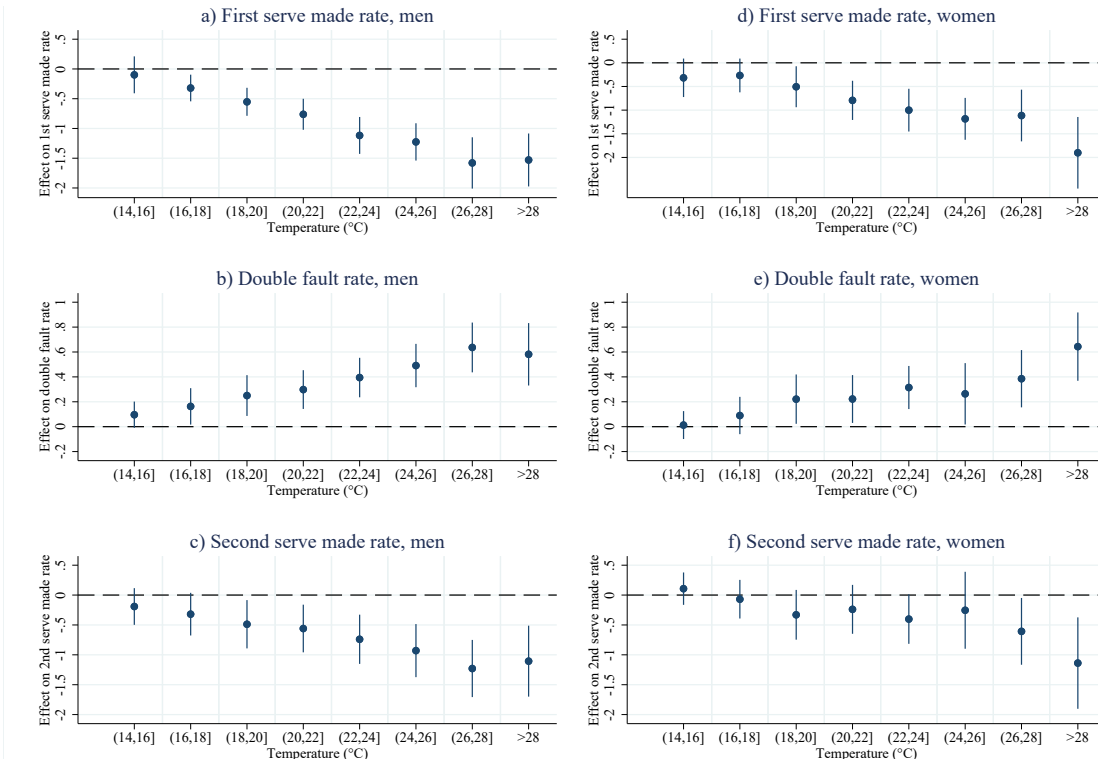 a) First serve made rate, men
Effect on 1st serve made rate
.5
0
-.5
-1
-1.5
-2
(14,16] (16,18] (18,20] (20,22] (22,24] (24,26] (26,28] >28
Temperature (°C)
d) First serve made rate, women
Effect on 1st serve made rate
.5
0
-.5
-1
-1.5
-2
(14,16] (16,18] (18,20] (20,22] (22,24] (24,26] (26,28] >28
Temperature (°C)
b) Double fault rate, men
Effect on double fault rate
1
.8
.6
.4
.2
0
-.2
(14,16] (16,18] (18,20] (20,22] (22,24] (24,26] (26,28] >28
Temperature (°C)
e) Double fault rate, women
Effect on double fault rate
1
.8
.6
.4
.2
0
-.2
(14,16] (16,18] (18,20] (20,22] (22,24] (24,26] (26,28] >28
Temperature (°C)
c) Second serve made rate, men
Effect on 2nd serve made rate
.5
0
-.5
-1
-1.5
-2
(14,16] (16,18] (18,20] (20,22] (22,24] (24,26] (26,28] >28
Temperature (°C)
f) Second serve made rate, women
Effect on 2nd serve made rate
.5
0
-.5
-1
-1.5
-2
(14,16] (16,18] (18,20] (20,22] (22,24] (24,26] (26,28] >28
Temperature (°C)